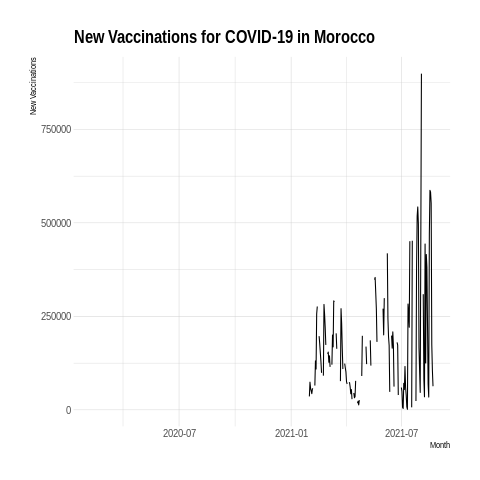 New Vaccinations for COVID-19 in Morocco
New Vaccinations
750000
500000
250000
0
2020-07
2021-01
2021-07
Month